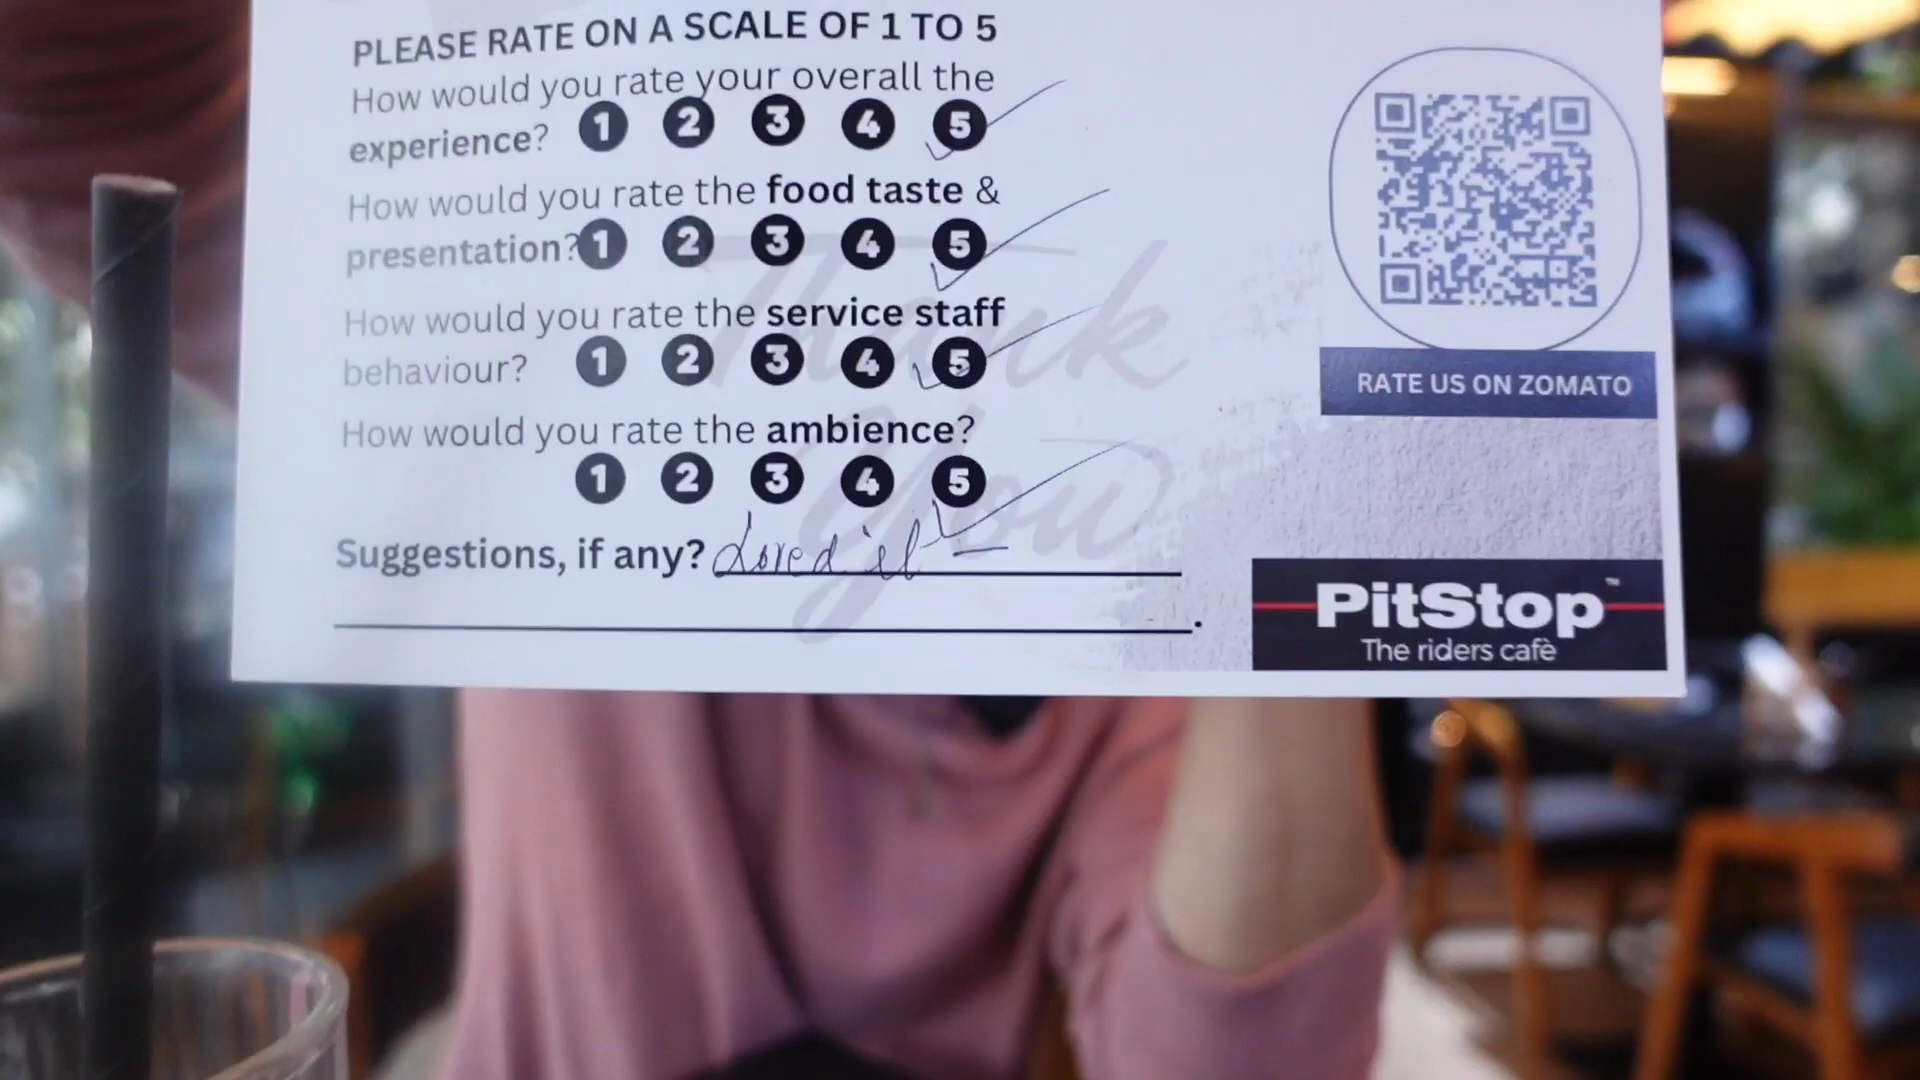 PLEASE RATE ON A SCALE OF 1 TO 5
How would you rate your overall the
experience? 1 2 3 4 5
How would you rate the food taste &
presentation? 1 2 3 4 5
How would you rate the service staff
behaviour? 1 2 3 4 5
How would you rate the ambience?
1 2 3 4 5
Suggestions, if any? Loved it
Thank
You
RATE US ON ZOMATO
PitStop™
The riders cafè